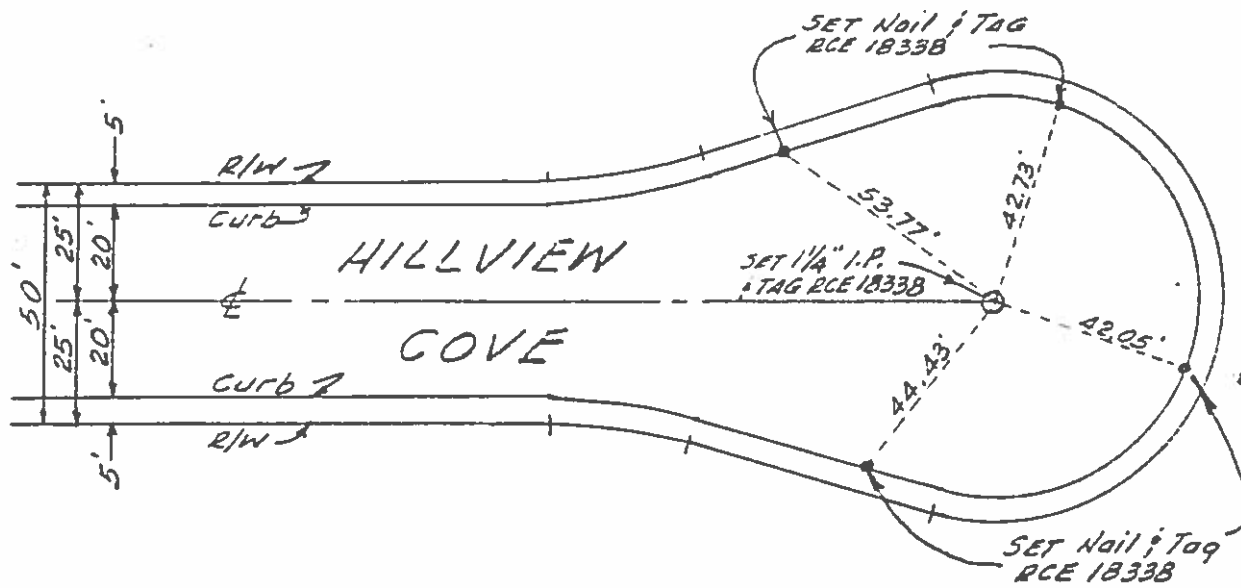 SET Nail & TAG
RCE 18338
5'
R/W
Curb
25'
20'
50'
53.77'
42.73'
HILLVIEW
SET 1 1/4" I.P.
& TAG RCE 18338
℄
25'
20'
COVE
42.05'
44.43'
Curb
R/W
5'
SET Nail & Tag
RCE 18338